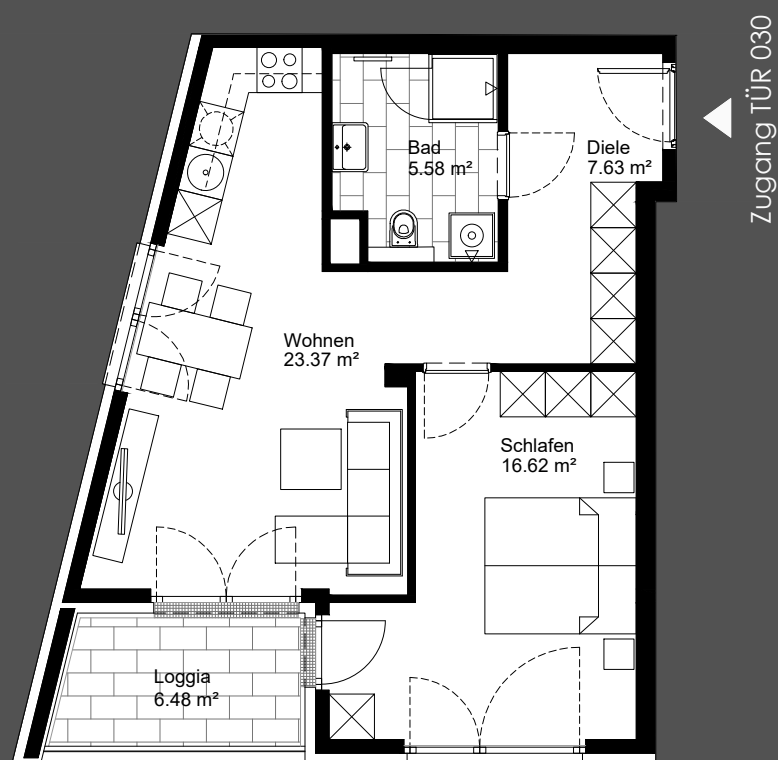 Zugang TÜR 030
Bad
5.58 m²
Diele
7.63 m²
Wohnen
23.37 m²
Schlafen
16.62 m²
Loggia
6.48 m²